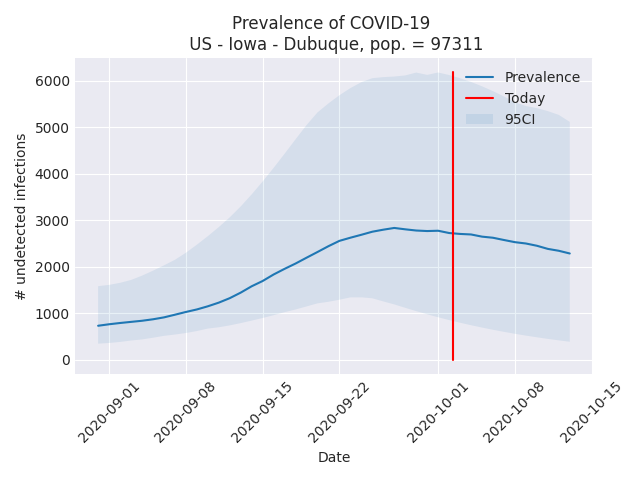 Prevalence of COVID-19
US - Iowa - Dubuque, pop. = 97311
Prevalence
Today
95CI
6000
5000
4000
3000
2000
1000
0
# undetected infections
2020-09-01
2020-09-08
2020-09-15
2020-09-22
2020-10-01
2020-10-08
2020-10-15
Date